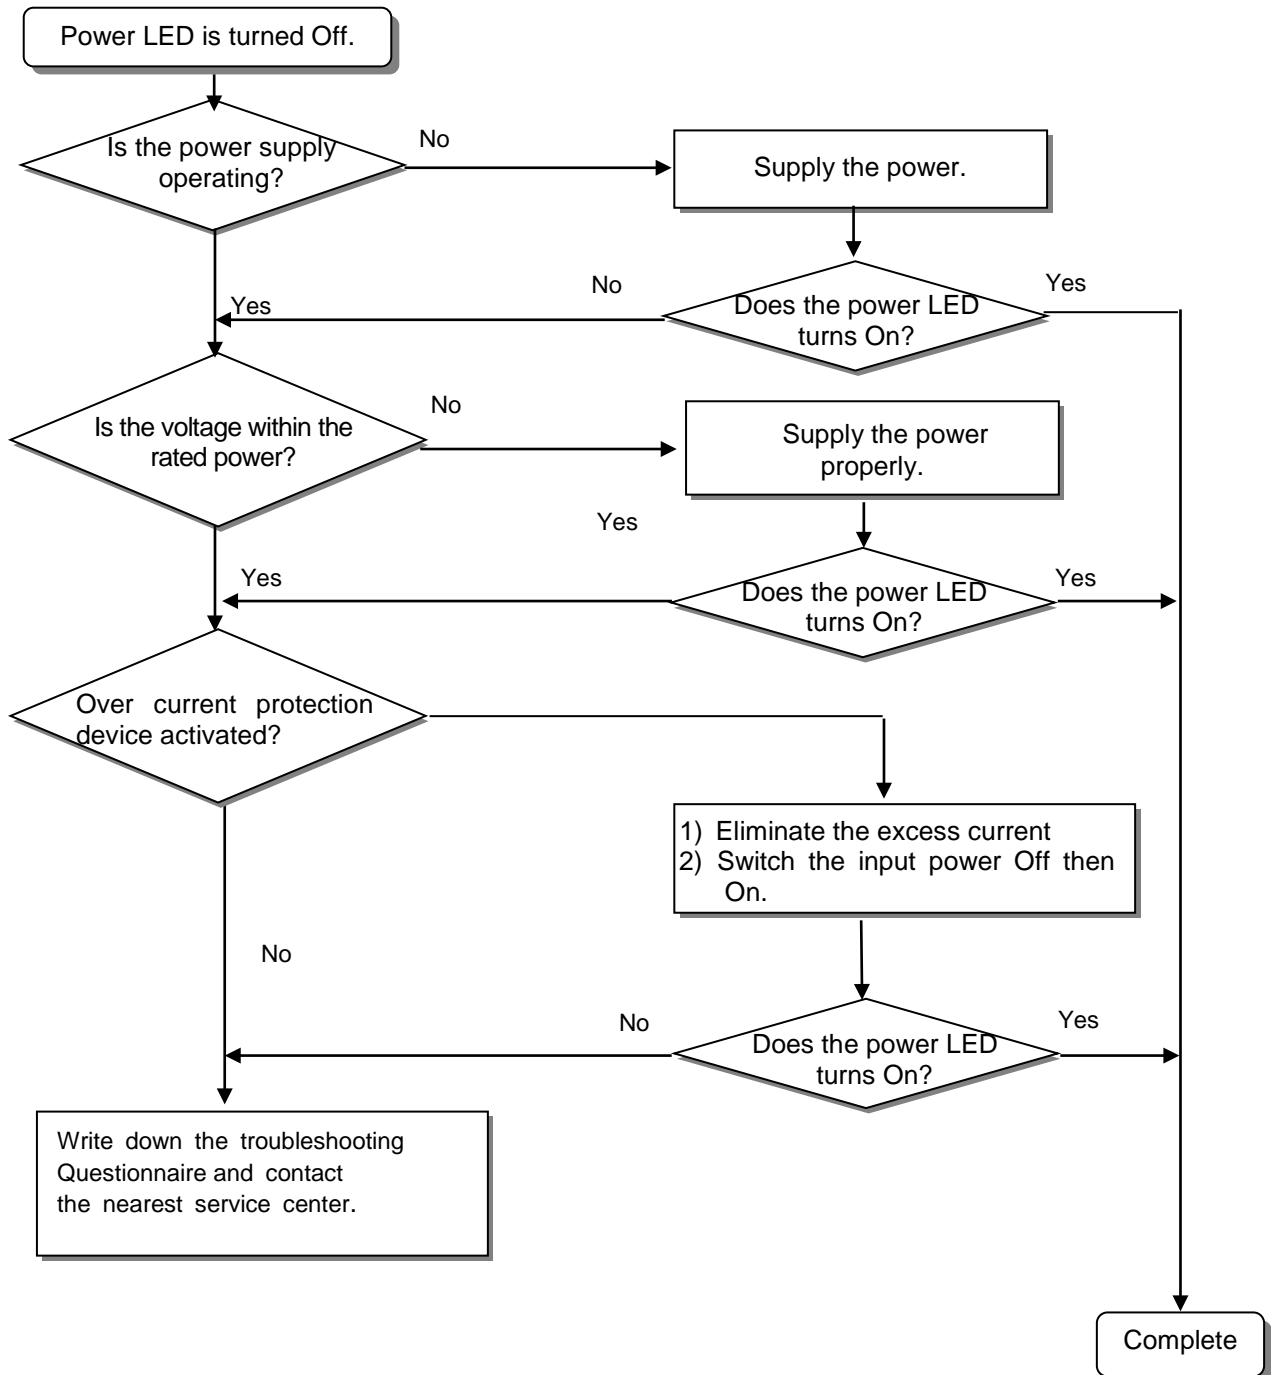 Power LED is turned Off.
Is the power supply
operating?
No
Supply the power.
Yes
No
Does the power LED
turns On?
Yes
Is the voltage within the
rated power?
No
Supply the power
properly.
Yes
Yes
Does the power LED
turns On?
Yes
Over current protection
device activated?
1) Eliminate the excess current
2) Switch the input power Off then
On.
No
No
Does the power LED
turns On?
Yes
Write down the troubleshooting
Questionnaire and contact
the nearest service center.
Complete